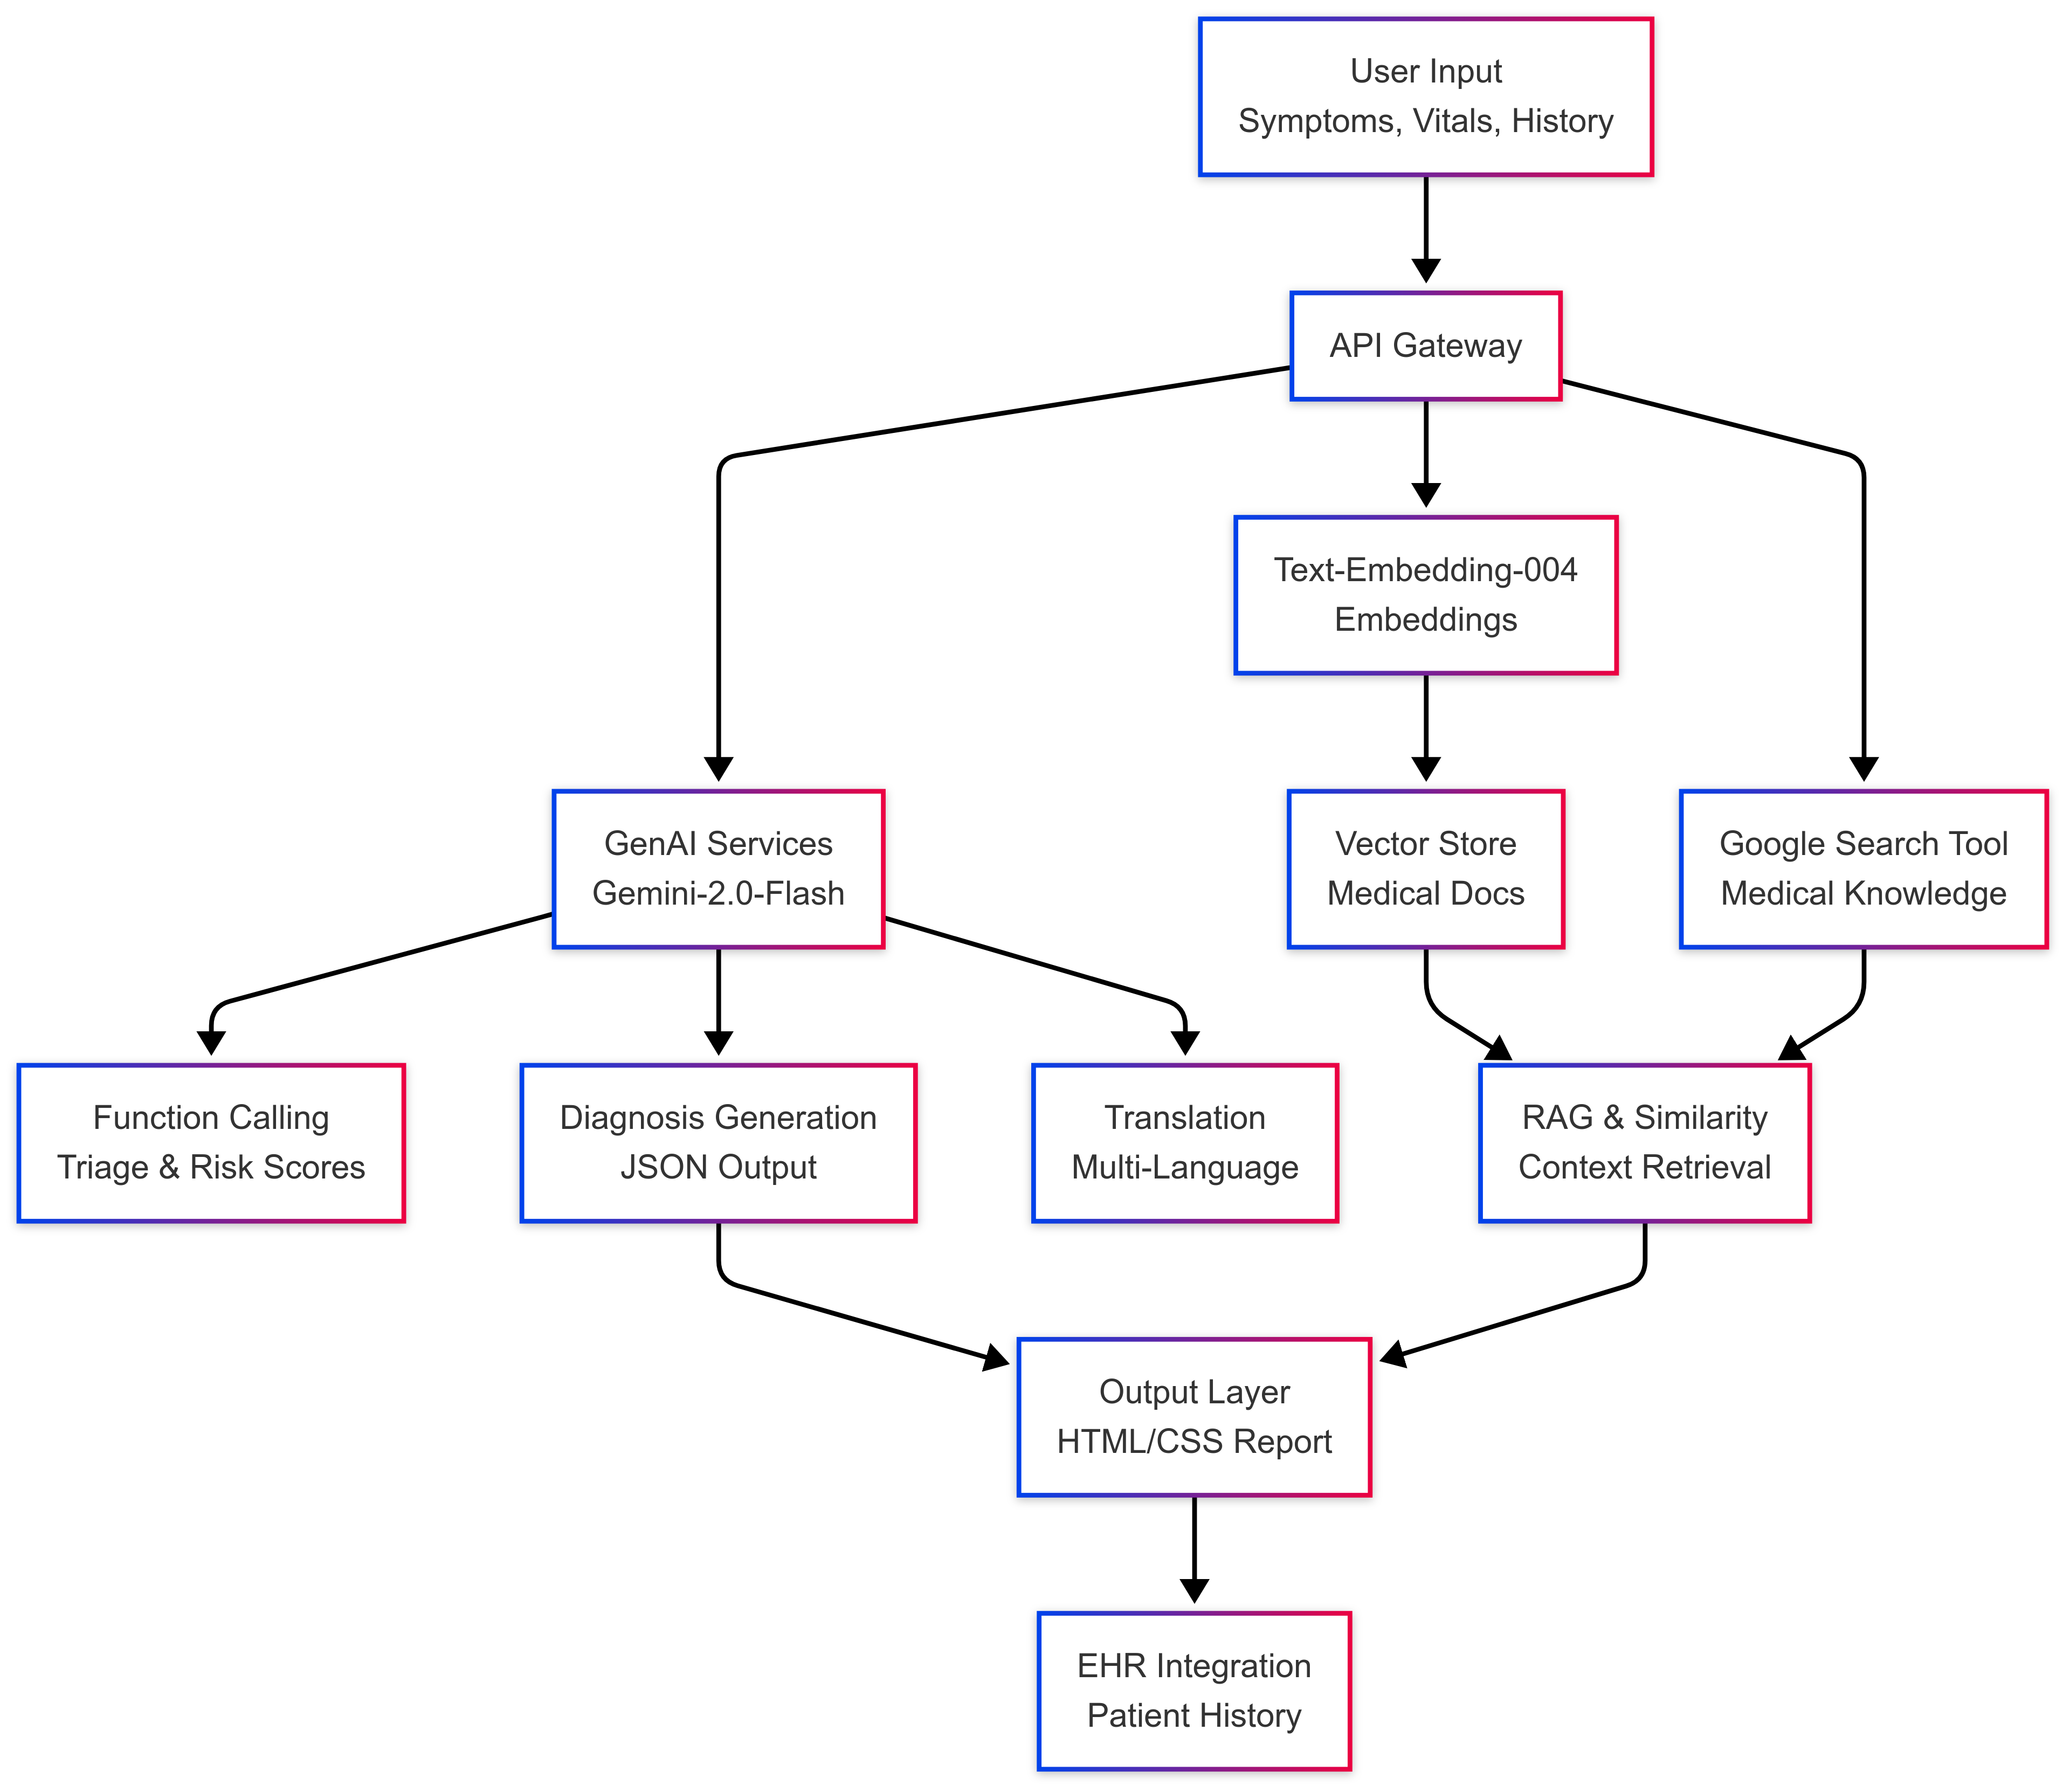 User Input
Symptoms, Vitals, History
API Gateway
Text-Embedding-004
Embeddings
GenAI Services
Gemini-2.0-Flash
Vector Store
Medical Docs
Google Search Tool
Medical Knowledge
Function Calling
Triage & Risk Scores
Diagnosis Generation
JSON Output
Translation
Multi-Language
RAG & Similarity
Context Retrieval
Output Layer
HTML/CSS Report
EHR Integration
Patient History